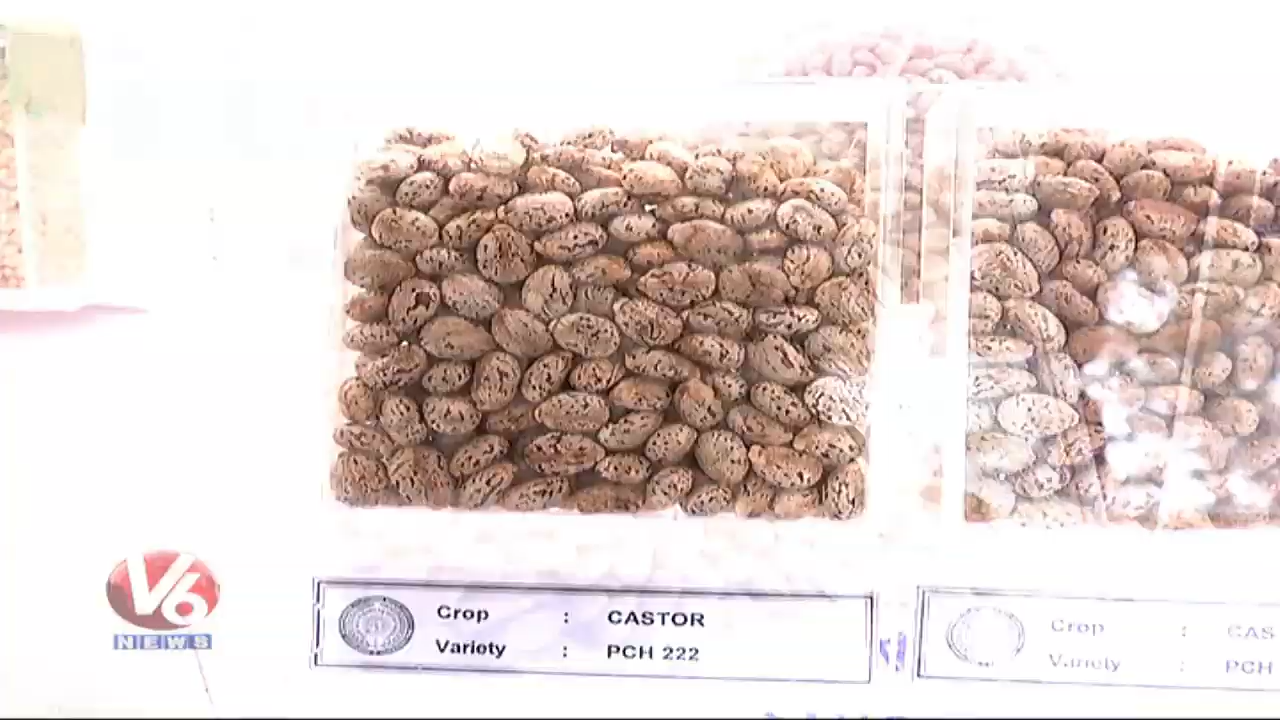 V6
NEWS
Crop : CASTOR
Variety : PCH 222
Crop : CAS
Variety : PCH